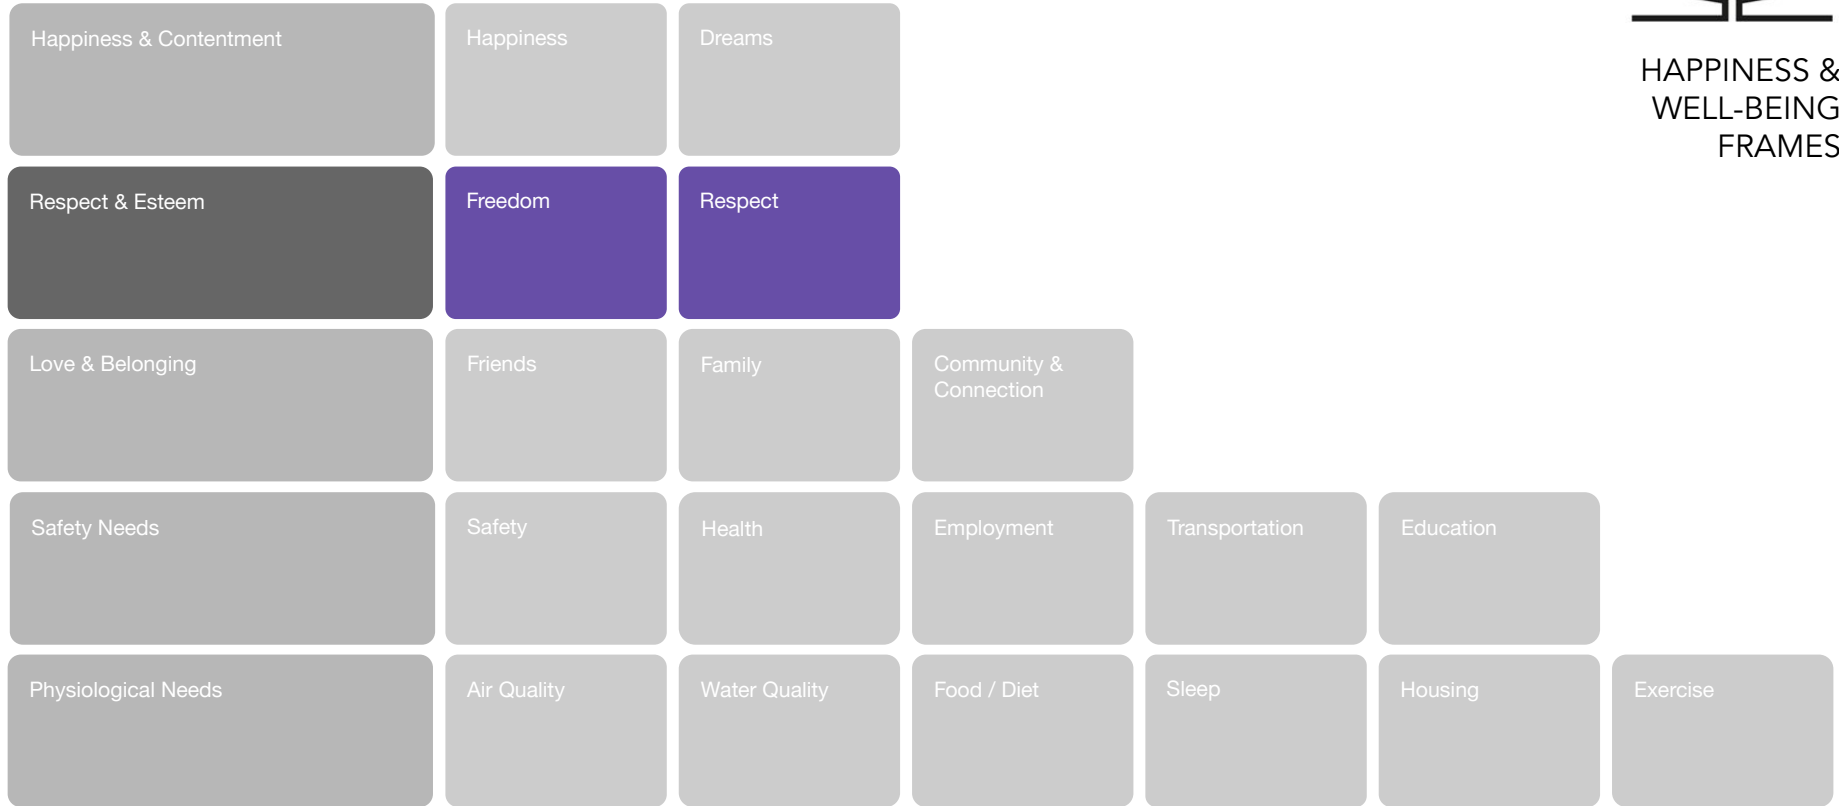 Happiness & Contentment
Happiness
Dreams
HAPPINESS &
WELL-BEING
FRAMES
Respect & Esteem
Freedom
Respect
Love & Belonging
Friends
Family
Community &
Connection
Safety Needs
Safety
Health
Employment
Transportation
Education
Physiological Needs
Air Quality
Water Quality
Food / Diet
Sleep
Housing
Exercise